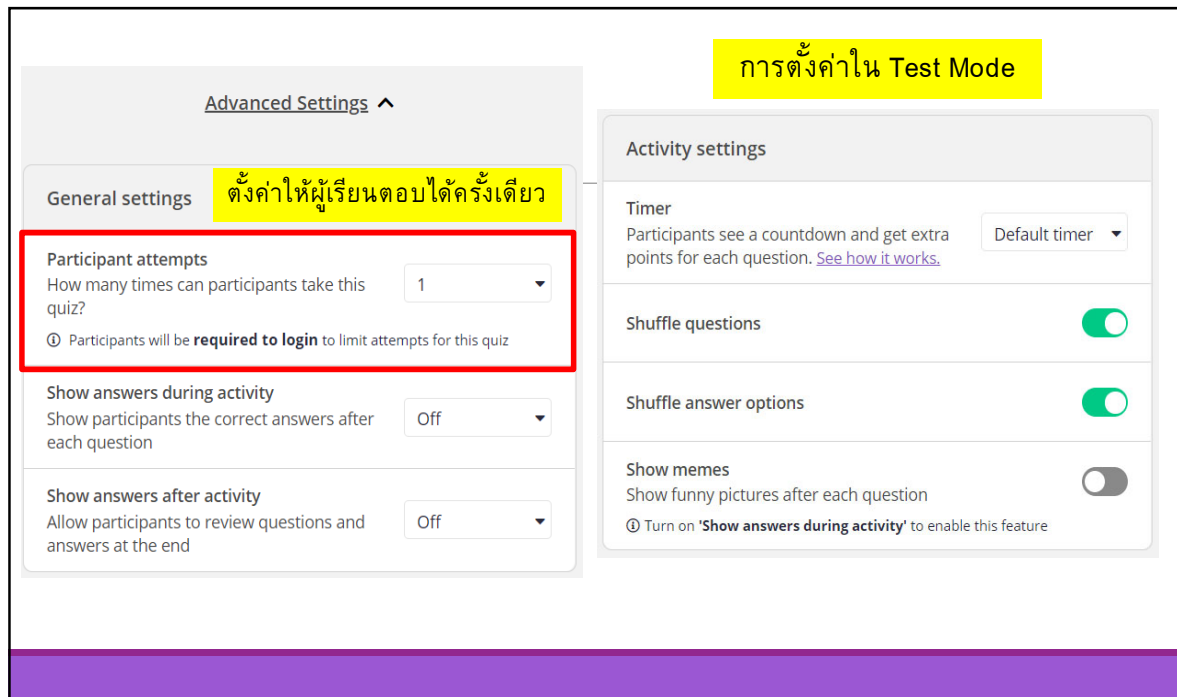 การตั้งค่าใน Test Mode
Advanced Settings
General settings
ตั้งค่าให้ผู้เรียนตอบได้ครั้งเดียว
Participant attempts
How many times can participants take this
quiz?
1
Participants will be required to login to limit attempts for this quiz
Show answers during activity
Show participants the correct answers after
each question
Off
Show answers after activity
Allow participants to review questions and
answers at the end
Off
Activity settings
Timer
Participants see a countdown and get extra
points for each question. See how it works.
Default timer
Shuffle questions
Shuffle answer options
Show memes
Show funny pictures after each question
Turn on 'Show answers during activity' to enable this feature